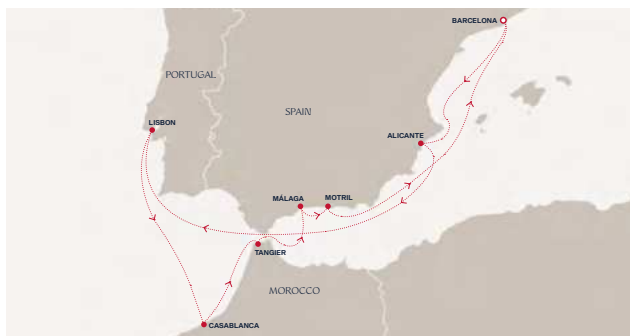 BARCELONA
PORTUGAL
SPAIN
LISBON
ALICANTE
MÁLAGA
MOTRIL
TANGIER
MOROCCO
CASABLANCA